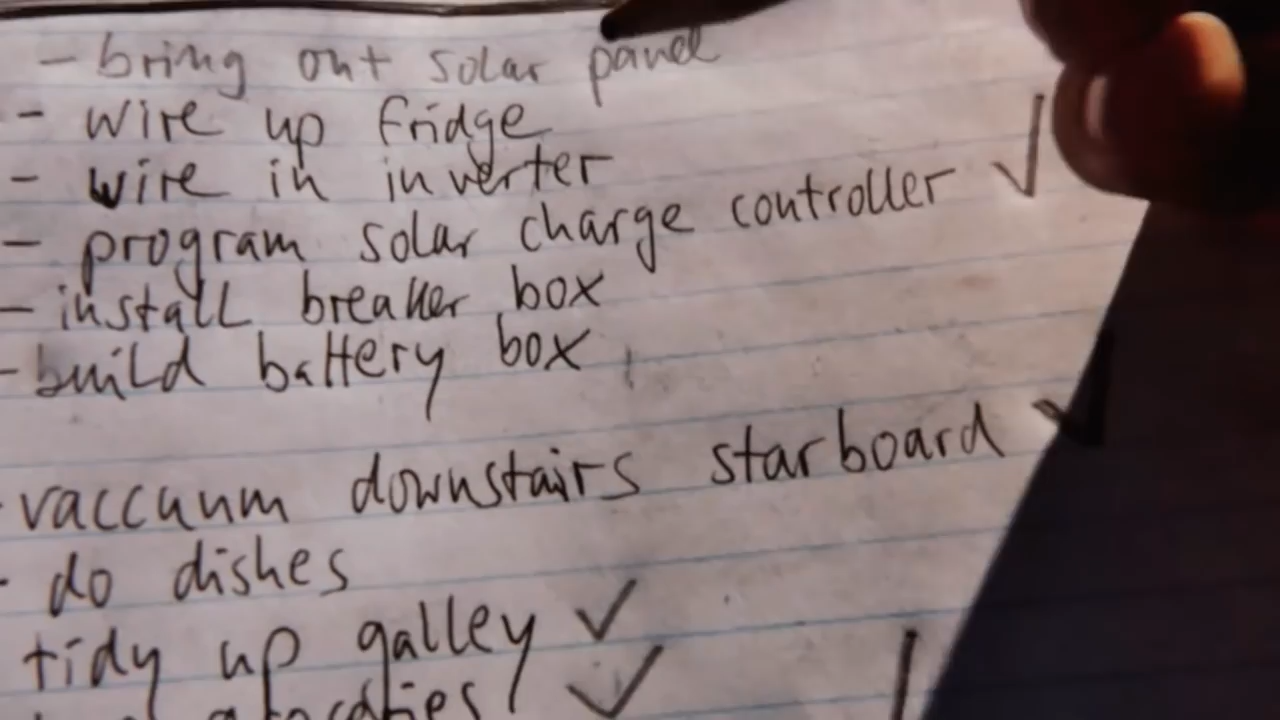 - bring out solar panel
- wire up fridge
- wire in inverter
- program solar charge controller ✓
- install breaker box
- build battery box
- vaccuum downstairs starboard ✓
- do dishes
tidy up galley ✓
✓